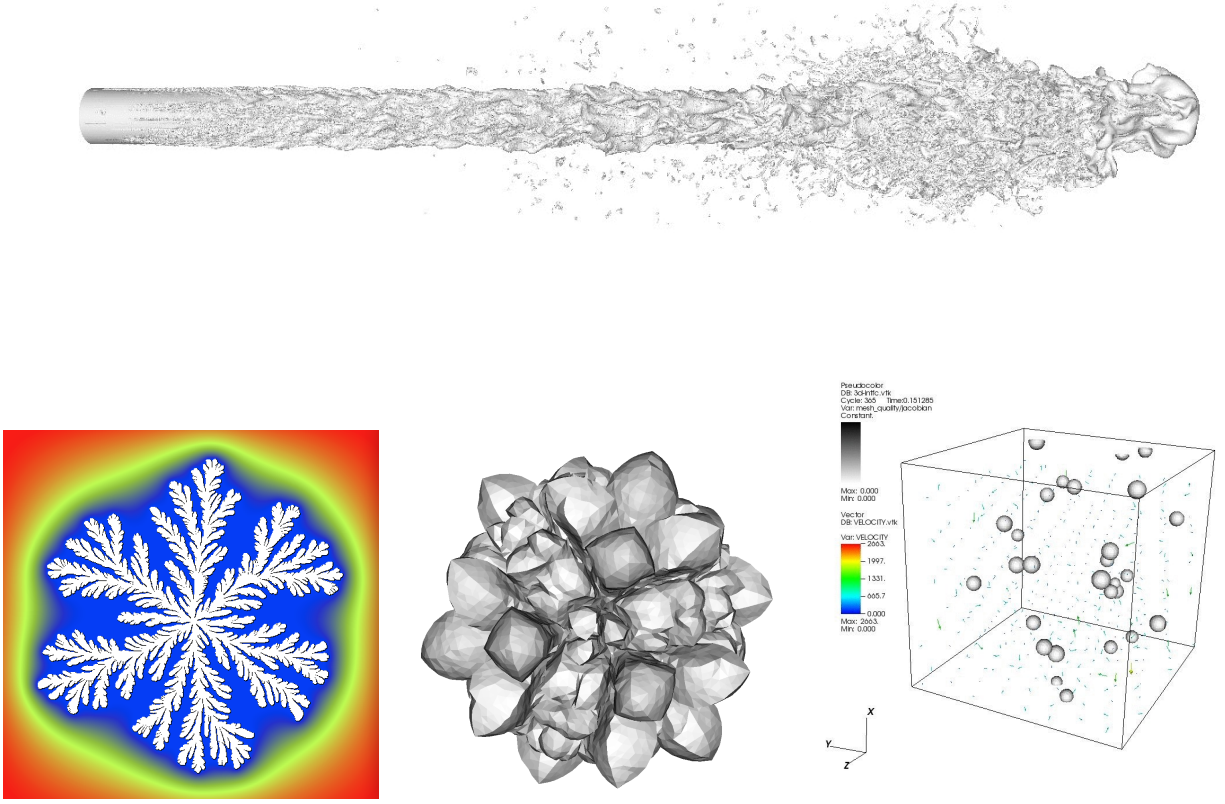 Pseudocolor
DB: 3d-intfc.vtk
Cycle: 365 Time:0.151285
Var: mesh_quality/jacobian
Constant.
Max: 0.000
Min: 0.000
Vector
DB: VELOCITY.vtk
Var: VELOCITY
2663.
1997.
1331.
665.7
0.000
Max: 2663.
Min: 0.000
X
Y
Z